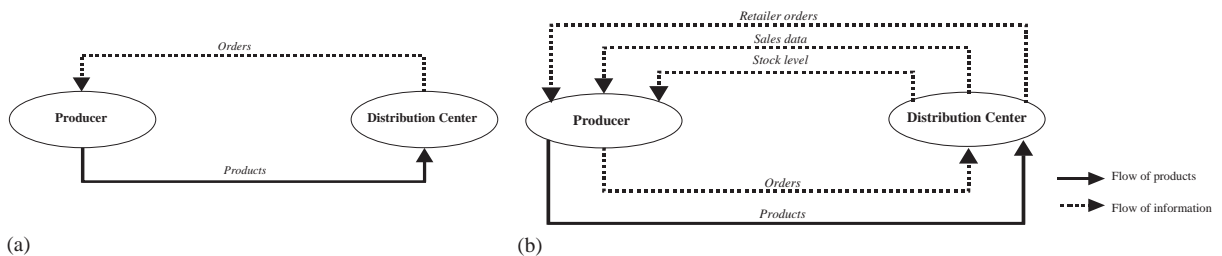 Orders
Producer
Distribution Center
Products
(a)
Retailer orders
Sales data
Stock level
Producer
Distribution Center
Orders
Products
(b)
Flow of products
Flow of information